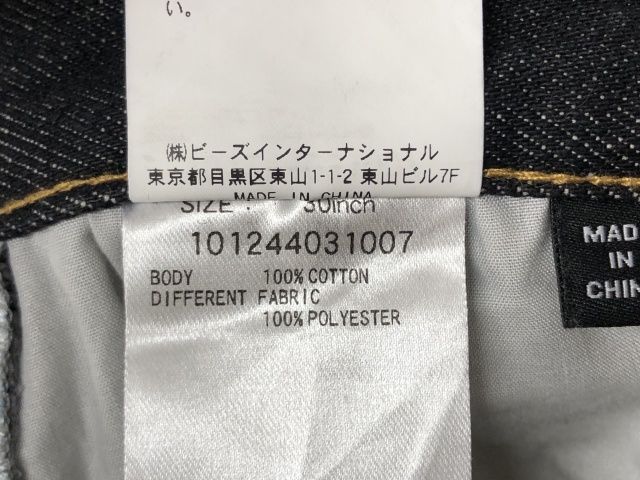 い。
㈱ビーズインターナショナル
東京都目黒区東山1-1-2 東山ビル7F
MADE IN CHINA
SIZE : 30inch
101244031007
BODY 100% COTTON
DIFFERENT FABRIC
100% POLYESTER
MAD
IN
CHIN